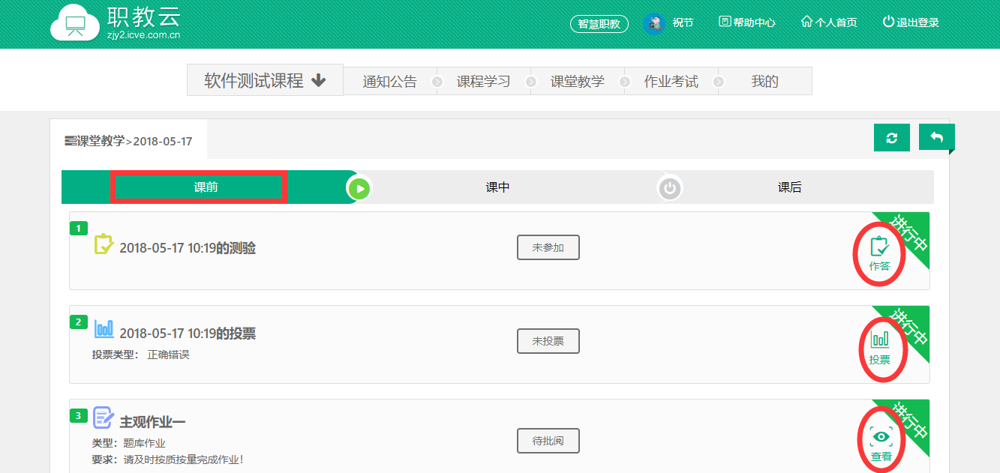 职教云
zjy2.icve.com.cn
智慧职教 祝节 帮助中心 个人首页 退出登录
软件测试课程 通知公告 课程学习 课堂教学 作业考试 我的
课堂教学>2018-05-17
课前 课中 课后
1
2018-05-17 10:19的测验
未参加
进行中
作答
2
2018-05-17 10:19的投票
投票类型： 正确错误
未投票
进行中
投票
3
主观作业一
类型：题库作业
要求：请及时按质按量完成作业！
待批阅
进行中
查看